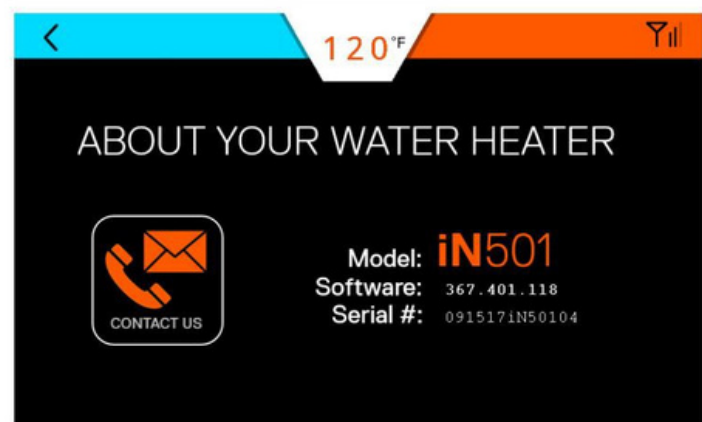 120°F
ABOUT YOUR WATER HEATER
CONTACT US
Model: iN501
Software: 367.401.118
Serial #: 091517iN50104